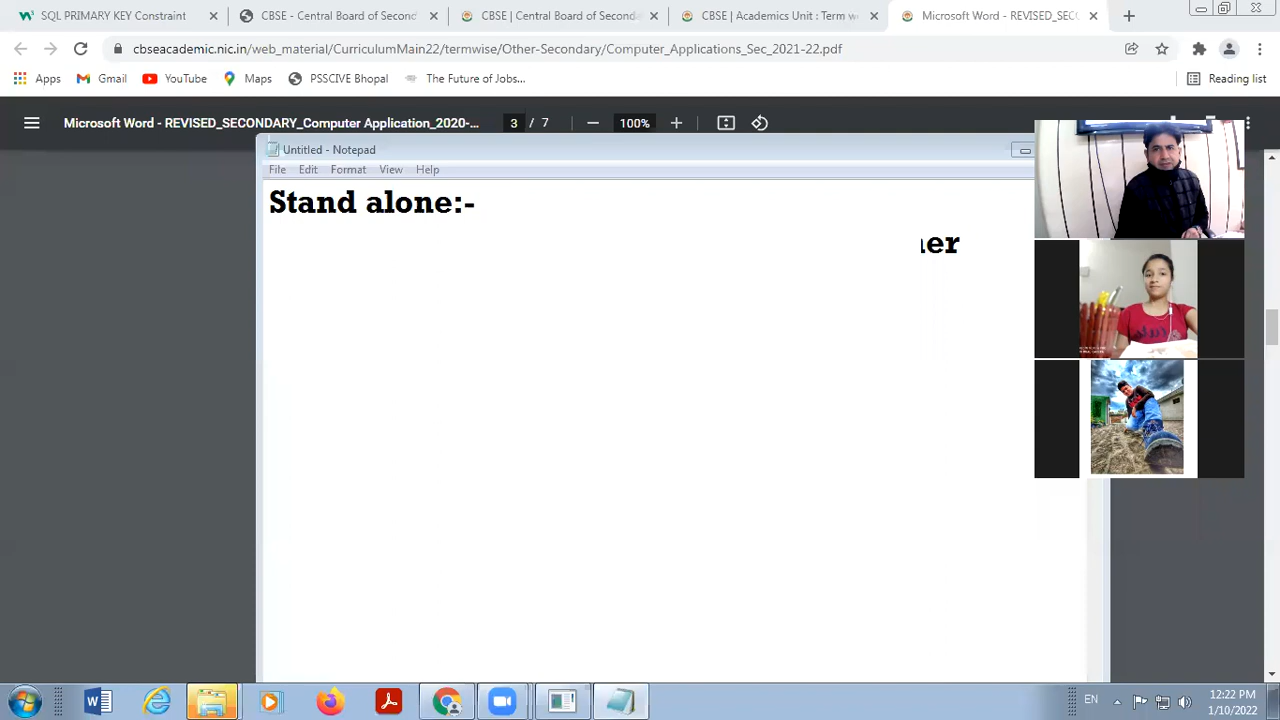 SQL PRIMARY KEY Constraint
CBSE - Central Board of Second
CBSE | Central Board of Seconda
CBSE | Academics Unit : Term w
Microsoft Word - REVISED_SECO
cbseacademic.nic.in/web_material/CurriculumMain22/termwise/Other-Secondary/Computer_Applications_Sec_2021-22.pdf
Apps Gmail YouTube Maps PSSCIVE Bhopal The Future of Jobs... Reading list
Microsoft Word - REVISED_SECONDARY_Computer Application_2020-... 3 / 7 100%
Untitled - Notepad
File Edit Format View Help
Stand alone:-
er
EN
12:22 PM
1/10/2022